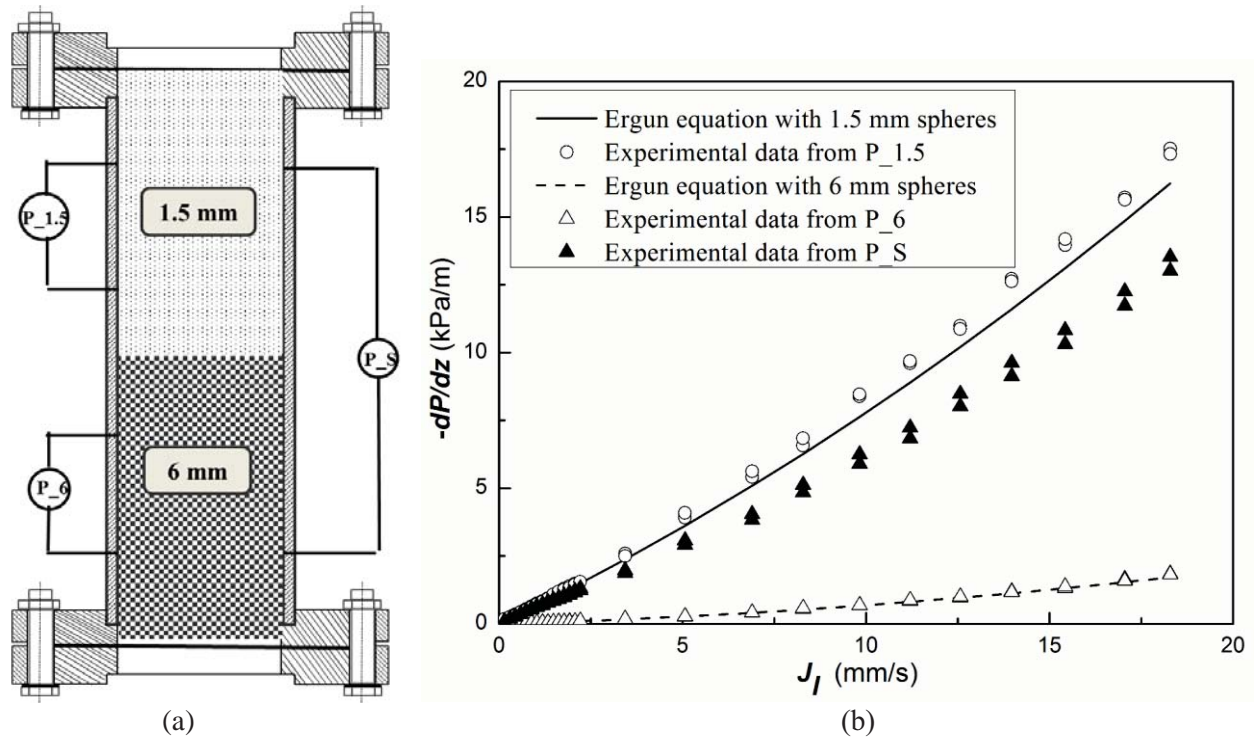 P_1.5
1.5 mm
P_S
6 mm
P_6
(a)
20
15
10
5
0
-dP/dz (kPa/m)
Ergun equation with 1.5 mm spheres
Experimental data from P_1.5
Ergun equation with 6 mm spheres
Experimental data from P_6
Experimental data from P_S
0
5
10
15
20
J_l (mm/s)
(b)